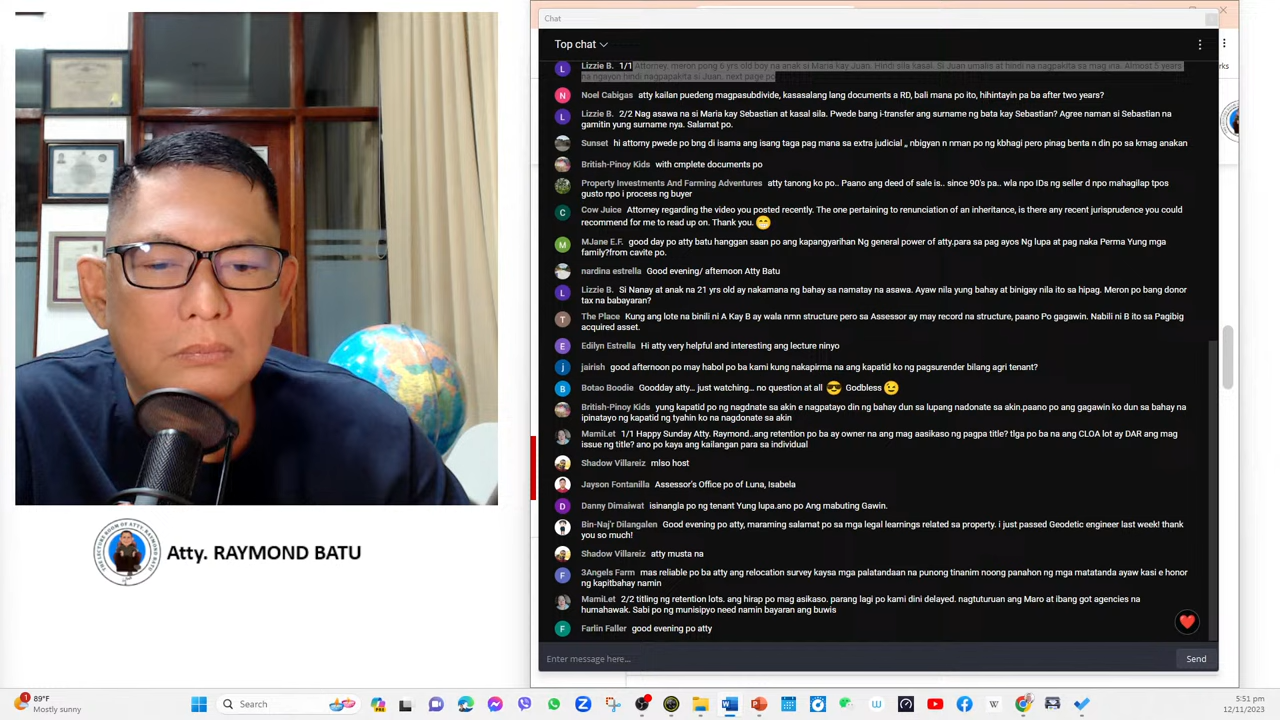 Chat
Top chat
Lizzie B. 1/1 Attorney, meron pong 6 yrs old boy na anak si Maria kay Juan. Hindi sila kasal. Si Juan umalis at hindi na nagpakita sa mag ina. Almost 5 years
na ngayon hindi nagpapakita si Juan, next page po
Noel Cabigas atty kailan puedeng magpasubdivide, kasasalang lang documents a RD, bali mana po ito, hihintayin pa ba after two years?
Lizzie B. 2/2 Nag asawa na si Maria kay Sebastian at kasal sila. Pwede bang i-transfer ang surname ng bata kay Sebastian? Agree naman si Sebastian na
gamitin yung surname nya. Salamat po.
Sunset hi attorny pwede po bng di isama ang isang taga pag mana sa extra judicial ,, nbigyan n nman po ng kbhagi pero pinag benta n din po sa kmag anakan
British-Pinoy Kids with cmplete documents po
Property Investments And Farming Adventures atty tanong ko po.. Paano ang deed of sale is.. since 90's pa.. wla npo IDs ng seller d npo mahagilap tpos
gusto npo i process ng buyer
Cow Juice Attorney regarding the video you posted recently. The one pertaining to renunciation of an inheritance, is there any recent jurisprudence you could
recommend for me to read up on. Thank you. 😁
MJane E.F. good day po atty batu hanggan saan po ang kapangyarihan Ng general power of atty.para sa pag ayos Ng lupa at pag naka Perma Yung mga
family?from cavite po.
nardina estrella Good evening/ afternoon Atty Batu
Lizzie B. Si Nanay at anak na 21 yrs old ay nakamana ng bahay sa namatay na asawa. Ayaw nila yung bahay at binigay nila ito sa hipag. Meron po bang donor
tax na babayaran?
The Place Kung ang lote na binili ni A Kay B ay wala nmn structure pero sa Assessor ay may record na structure, paano Po gagawin. Nabili ni B ito sa Pagibig
acquired asset.
Edilyn Estrella Hi atty very helpful and interesting ang lecture ninyo
jairish good afternoon po may habol po ba kami kung nakapirma na ang kapatid ko ng pagsurender bilang agri tenant?
Botao Boodie Goodday atty... just watching... no question at all 😎 Godbless 😉
British-Pinoy Kids yung kapatid po ng nagdnate sa akin e nagpatayo din ng bahay dun sa lupang nadonate sa akin.paano po ang gagawin ko dun sa bahay na
ipinatayo ng kapatid ng tyahin ko na nagdonate sa akin
MamiLet 1/1 Happy Sunday Atty. Raymond..ang retention po ba ay owner na ang mag aasikaso ng pagpa title? tlga po ba na ang CLOA lot ay DAR ang mag
issue ng title? ano po kaya ang kailangan para sa individual
Shadow Villareiz mlso host
Jayson Fontanilla Assessor's Office po of Luna, Isabela
Danny Dimaiwat isinangla po ng tenant Yung lupa.ano po Ang mabuting Gawin.
Bin-Naj'r Dilangalen Good evening po atty, maraming salamat po sa mga legal learnings related sa property. i just passed Geodetic engineer last week! thank
you so much!
Shadow Villareiz atty musta na
3Angels Farm mas reliable po ba atty ang relocation survey kaysa mga palatandaan na punong tinanim noong panahon ng mga matatanda ayaw kasi e honor
ng kapitbahay namin
MamiLet 2/2 titling ng retention lots. ang hirap po mag asikaso. parang lagi po kami dini delayed. nagtuturuan ang Maro at ibang got agencies na
humahawak. Sabi po ng munisipyo need namin bayaran ang buwis
Farlin Faller good evening po atty
Enter message here...
Send
Atty. RAYMOND BATU
89°F
Mostly sunny
Search
5:51 pm
12/11/2023